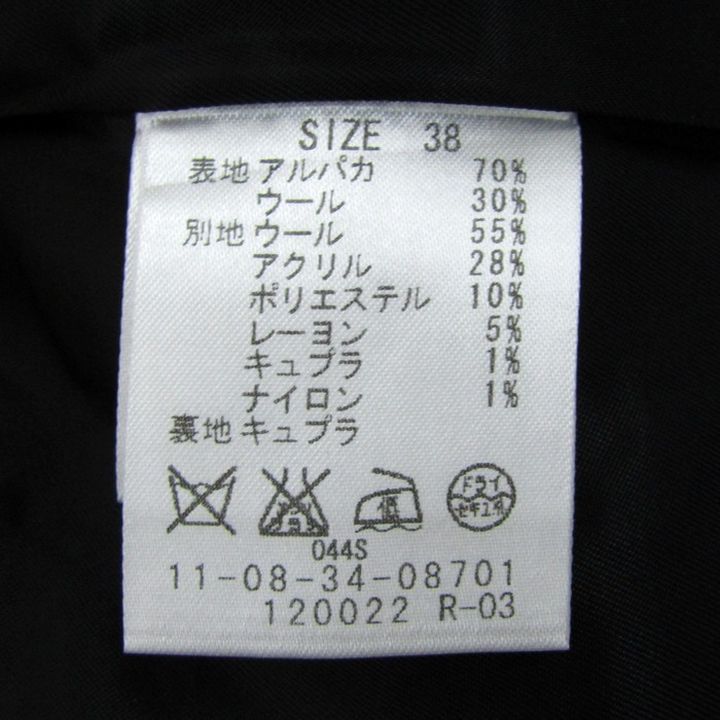 SIZE 38
表地 アルパカ 70%
ウール 30%
別地 ウール 55%
アクリル 28%
ポリエステル 10%
レーヨン 5%
キュプラ 1%
ナイロン 1%
裏地 キュプラ
低
ドライ
セキユ系
044S
11-08-34-08701
120022 R-03